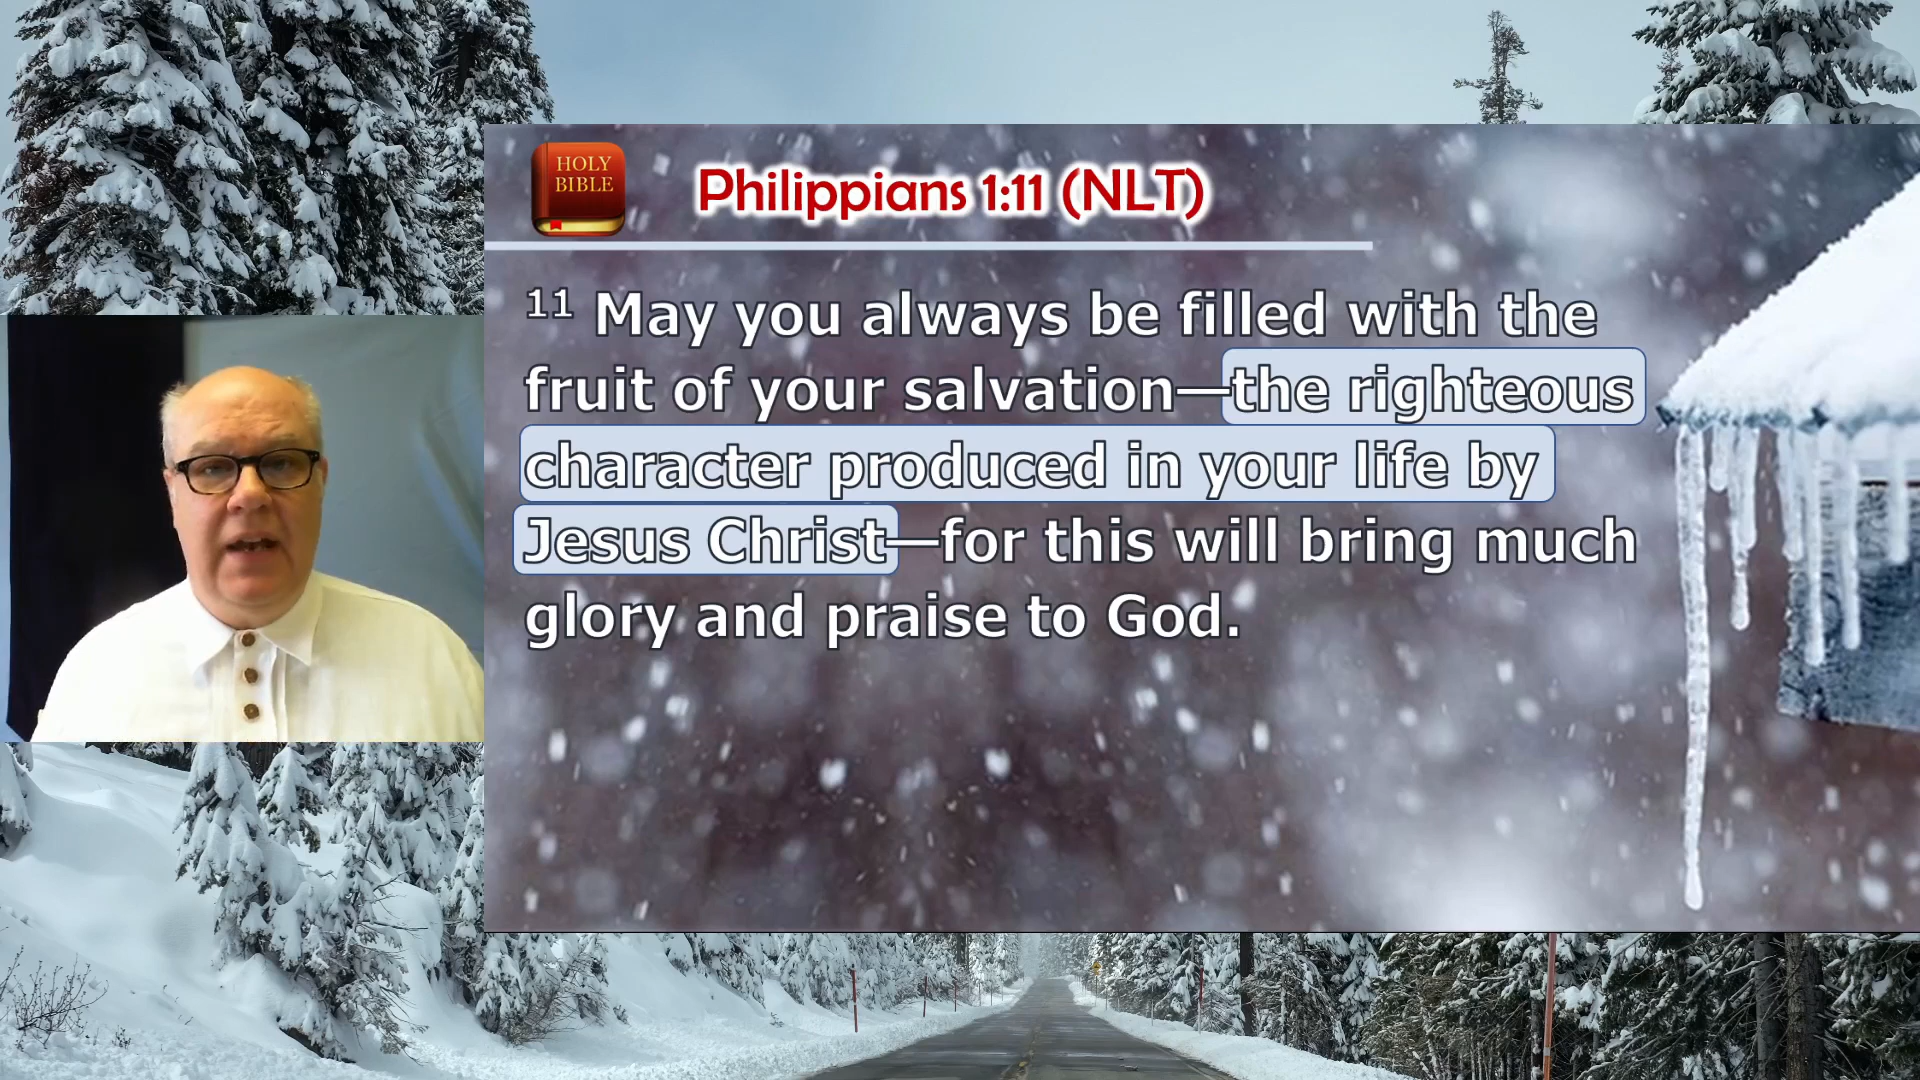 HOLY
BIBLE
Philippians 1:11 (NLT)
11 May you always be filled with the
fruit of your salvation—the righteous
character produced in your life by
Jesus Christ—for this will bring much
glory and praise to God.